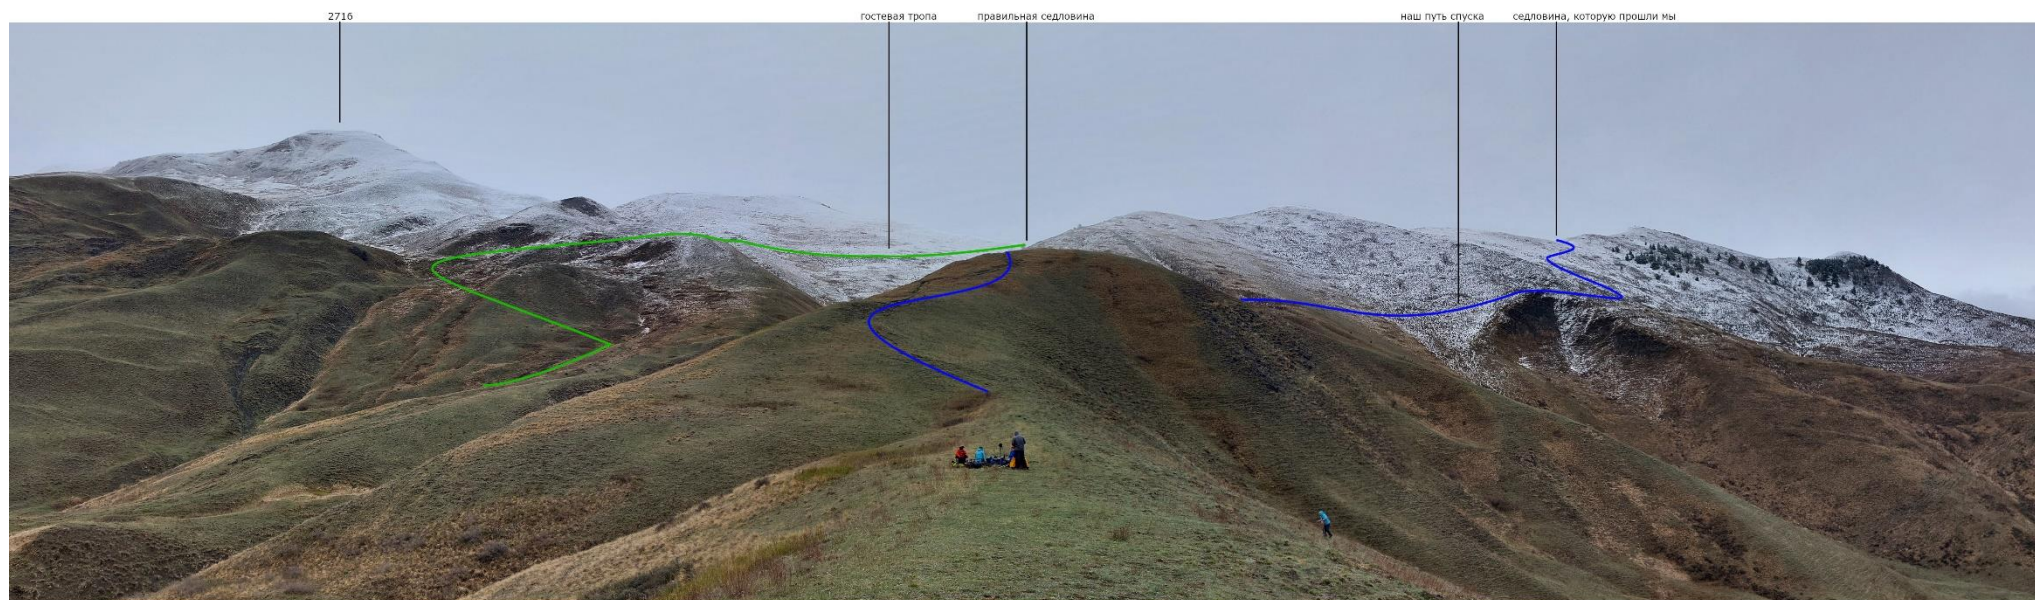 2716
гостевая тропа
правильная седловина
наш путь спуска
седловина, которую прошли мы